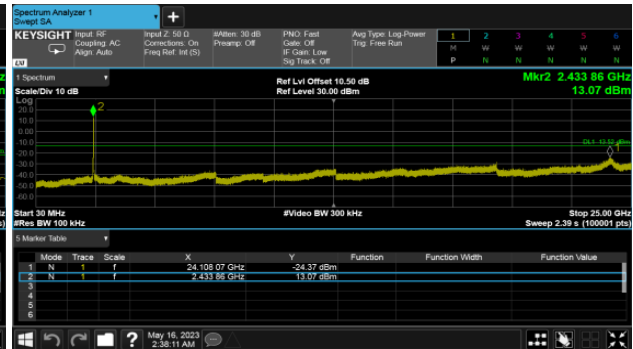 Spectrum Analyzer 1
Swept SA
+
KEYSIGHT Input: RF Input Z: 50 Ω #Atten: 30 dB PNO: Fast Avg Type: Log-Power 1 2 3 4 5 6
Coupling: AC Corrections: On Preamp: Off Gate: Off Trig: Free Run M W W W W W
Align: Auto Freq Ref: Int (S) IF Gain: Low P N N N N N
LXI Sig Track: Off
1 Spectrum Ref Lvl Offset 10.50 dB Mkr2 2.433 86 GHz
Scale/Div 10 dB Ref Level 30.00 dBm 13.07 dBm
Log
20.0
2
10.0
0.00
-10.0
DL1 -13.52 dBm
-20.0
1
-30.0
-40.0
-50.0
-60.0
Start 30 MHz #Video BW 300 kHz Stop 25.00 GHz
#Res BW 100 kHz Sweep 2.39 s (100001 pts)
5 Marker Table
Mode Trace Scale X Y Function Function Width Function Value
1 N 1 f 24.108 07 GHz -24.37 dBm
2 N 1 f 2.433 86 GHz 13.07 dBm
3
4
5
6
? May 16, 2023
2:38:11 AM